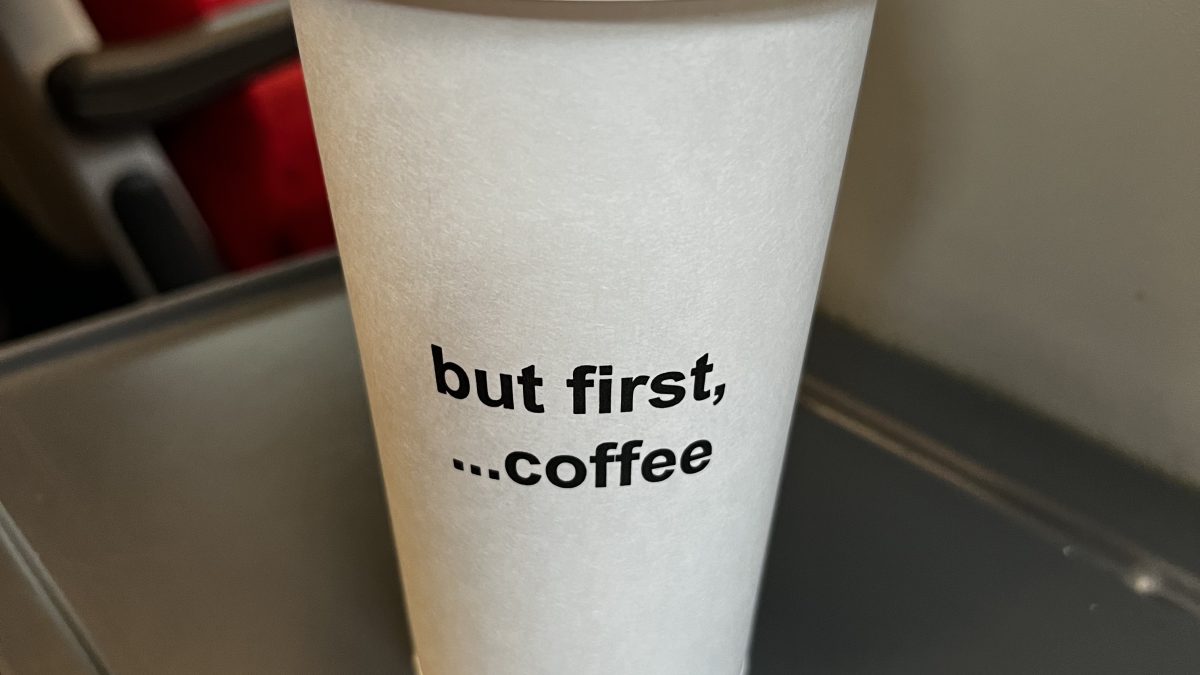 but first,
...coffee